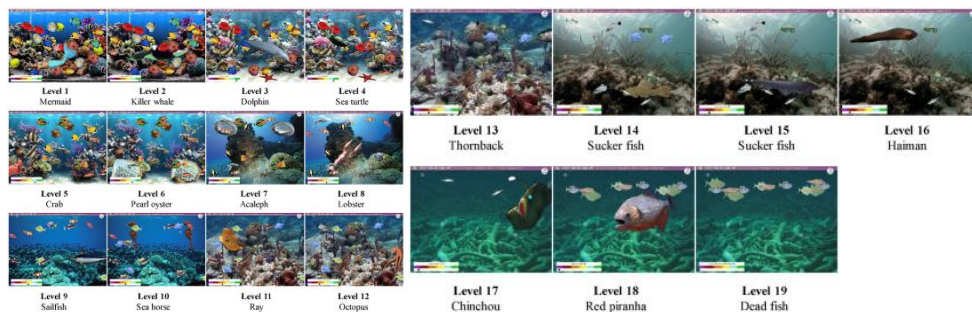 Level 1
Mermaid
Level 2
Killer whale
Level 3
Dolphin
Level 4
Sea turtle
Level 5
Crab
Level 6
Pearl oyster
Level 7
Acaleph
Level 8
Lobster
Level 9
Sailfish
Level 10
Sea horse
Level 11
Ray
Level 12
Octopus
Level 13
Thornback
Level 14
Sucker fish
Level 15
Sucker fish
Level 16
Haiman
Level 17
Chinchou
Level 18
Red piranha
Level 19
Dead fish